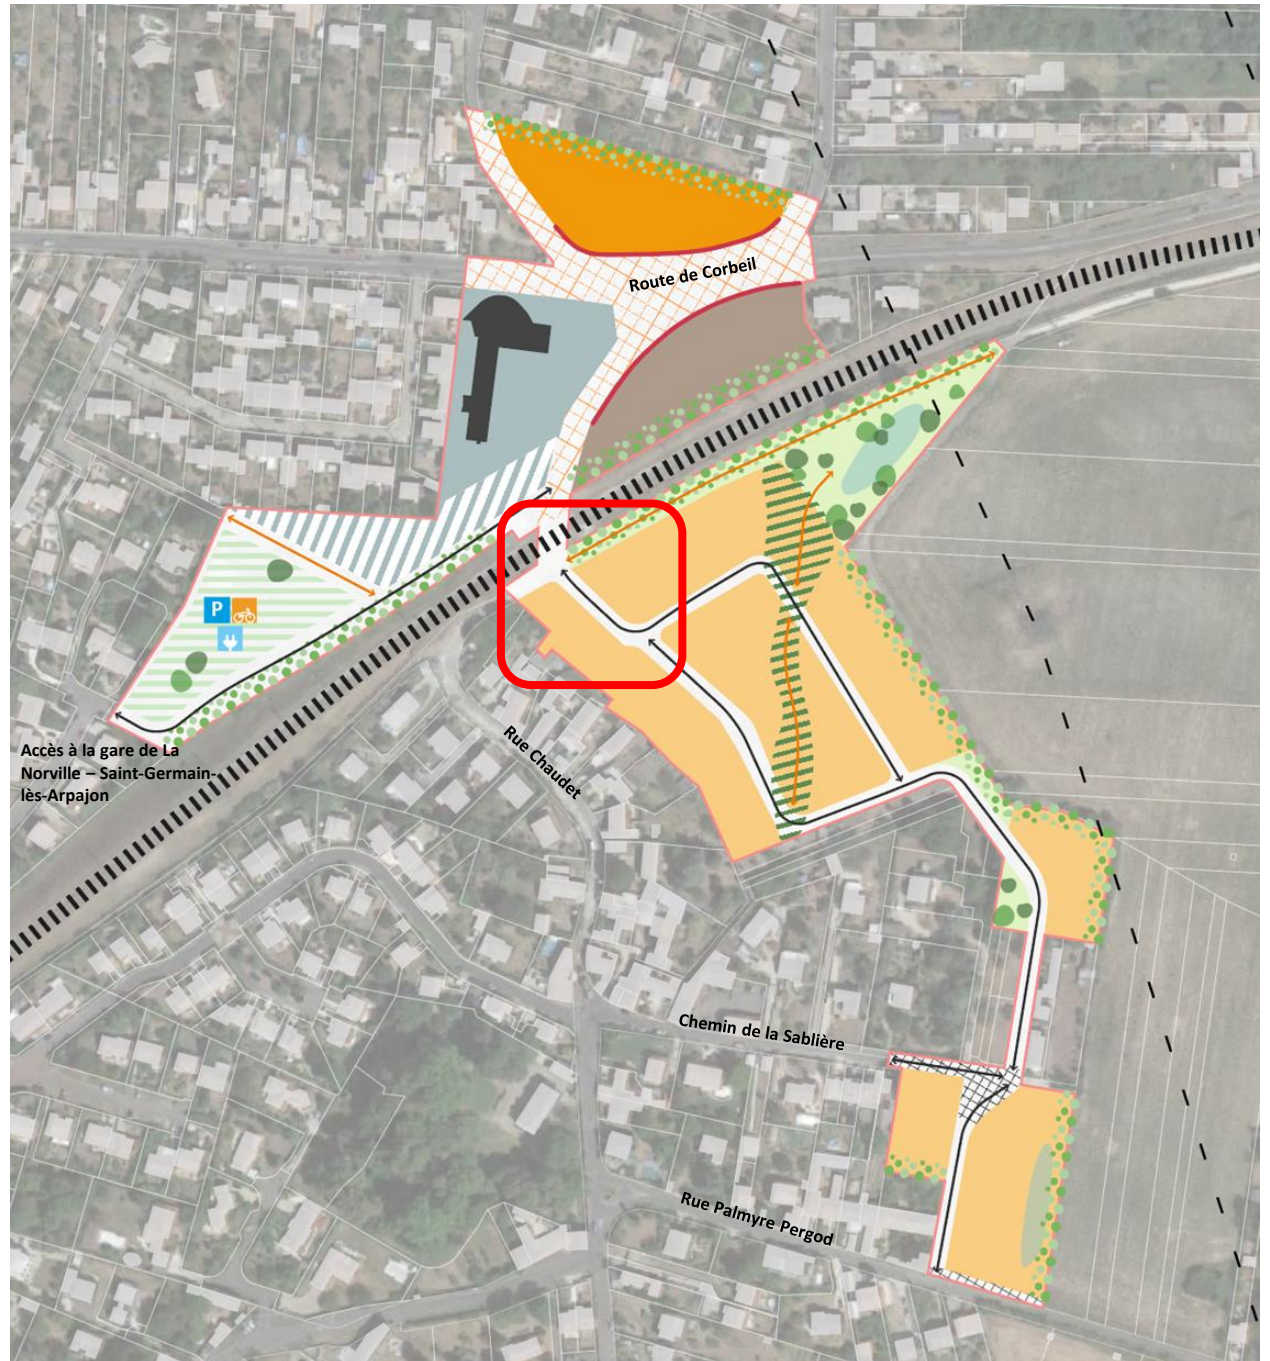 Route de Corbeil
P
Accès à la gare de La
Norville – Saint-Germain-
lès-Arpajon
Rue Chaudet
Chemin de la Sablière
Rue Palmyre Pergod